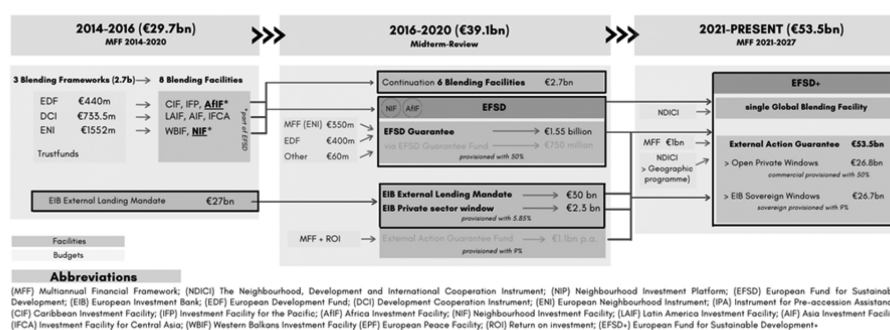 2014-2016 (€29.7bn)
MFF 2014-2020
2016-2020 (€39.1bn)
Midterm-Review
2021-PRESENT (€53.5bn)
MFF 2021-2027
3 Blending Frameworks (2.7b)
8 Blending Facilities
EDF €440m
DCI €733.5m
ENI €1552m
Trustfunds
CIF, IFP, AfIF*
LAIF, AIF, IFCA
WBIF, NIF*
*part of EFSD
EIB External Landing Mandate €27bn
Continuation 6 Blending Facilities €2.7bn
NIF AfIF EFSD
MFF (ENI) €350m
EDF €400m
Other €60m
EFSD Guarantee €1.55 billion
via EFSD Guarantee Fund €750 million
provisioned with 50%
EIB External Lending Mandate €30 bn
EIB Private sector window €2.3 bn
provisioned with 5.85%
MFF + ROI
External Action Guarantee Fund €1.1bn p.a.
provisioned with 9%
EFSD+
NDICI
single Global Blending Facility
MFF €1bn
NDICI
> Geographic
programme)
External Action Guarantee €53.5bn
> Open Private Windows €26.8bn
commercial provisioned with 50%
> EIB Sovereign Windows €26.7bn
sovereign provisioned with 9%
Facilities
Budgets
Abbreviations
(MFF) Multiannual Financial Framework; (NDICI) The Neighbourhood, Development and International Cooperation Instrument; (NIP) Neighbourhood Investment Platform; (EFSD) European Fund for Sustainab
Development; (EIB) European Investment Bank; (EDF) European Development Fund; (DCI) Development Cooperation Instrument; (ENI) European Neighbourhood Instrument; (IPA) Instrument for Pre-accession Assistan
(CIF) Caribbean Investment Facility; (IFP) Investment Facility for the Pacific; (AfIF) Africa Investment Facility; (NIF) Neighbourhood Investment Facility; (LAIF) Latin America Investment Facility; (AIF) Asia Investment Facili
(IFCA) Investment Facility for Central Asia; (WBIF) Western Balkans Investment Facility (EPF) European Peace Facility; (ROI) Return on investment; (EFSD+) European Fund for Sustainable Development+